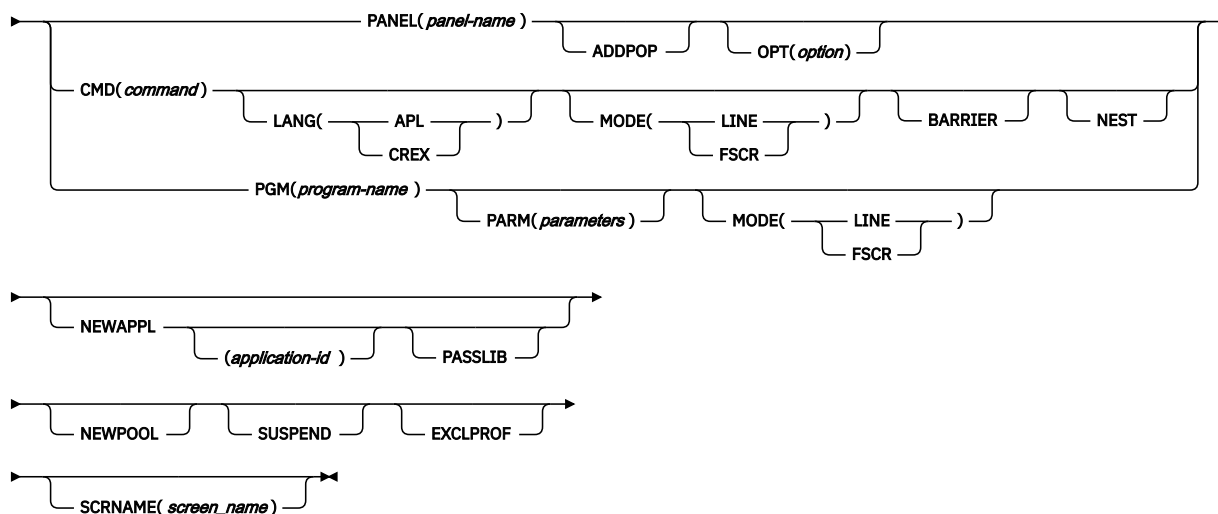 PANEL( panel-name )
ADDPOP OPT( option )
CMD( command )
LANG( APL ) MODE( LINE ) BARRIER NEST
CREX FSCR
PGM( program-name )
PARM( parameters ) MODE( LINE )
FSCR
NEWAPPL
( application-id ) PASSLIB
NEWPOOL SUSPEND EXCLPROF
SCRNAME( screen_name )